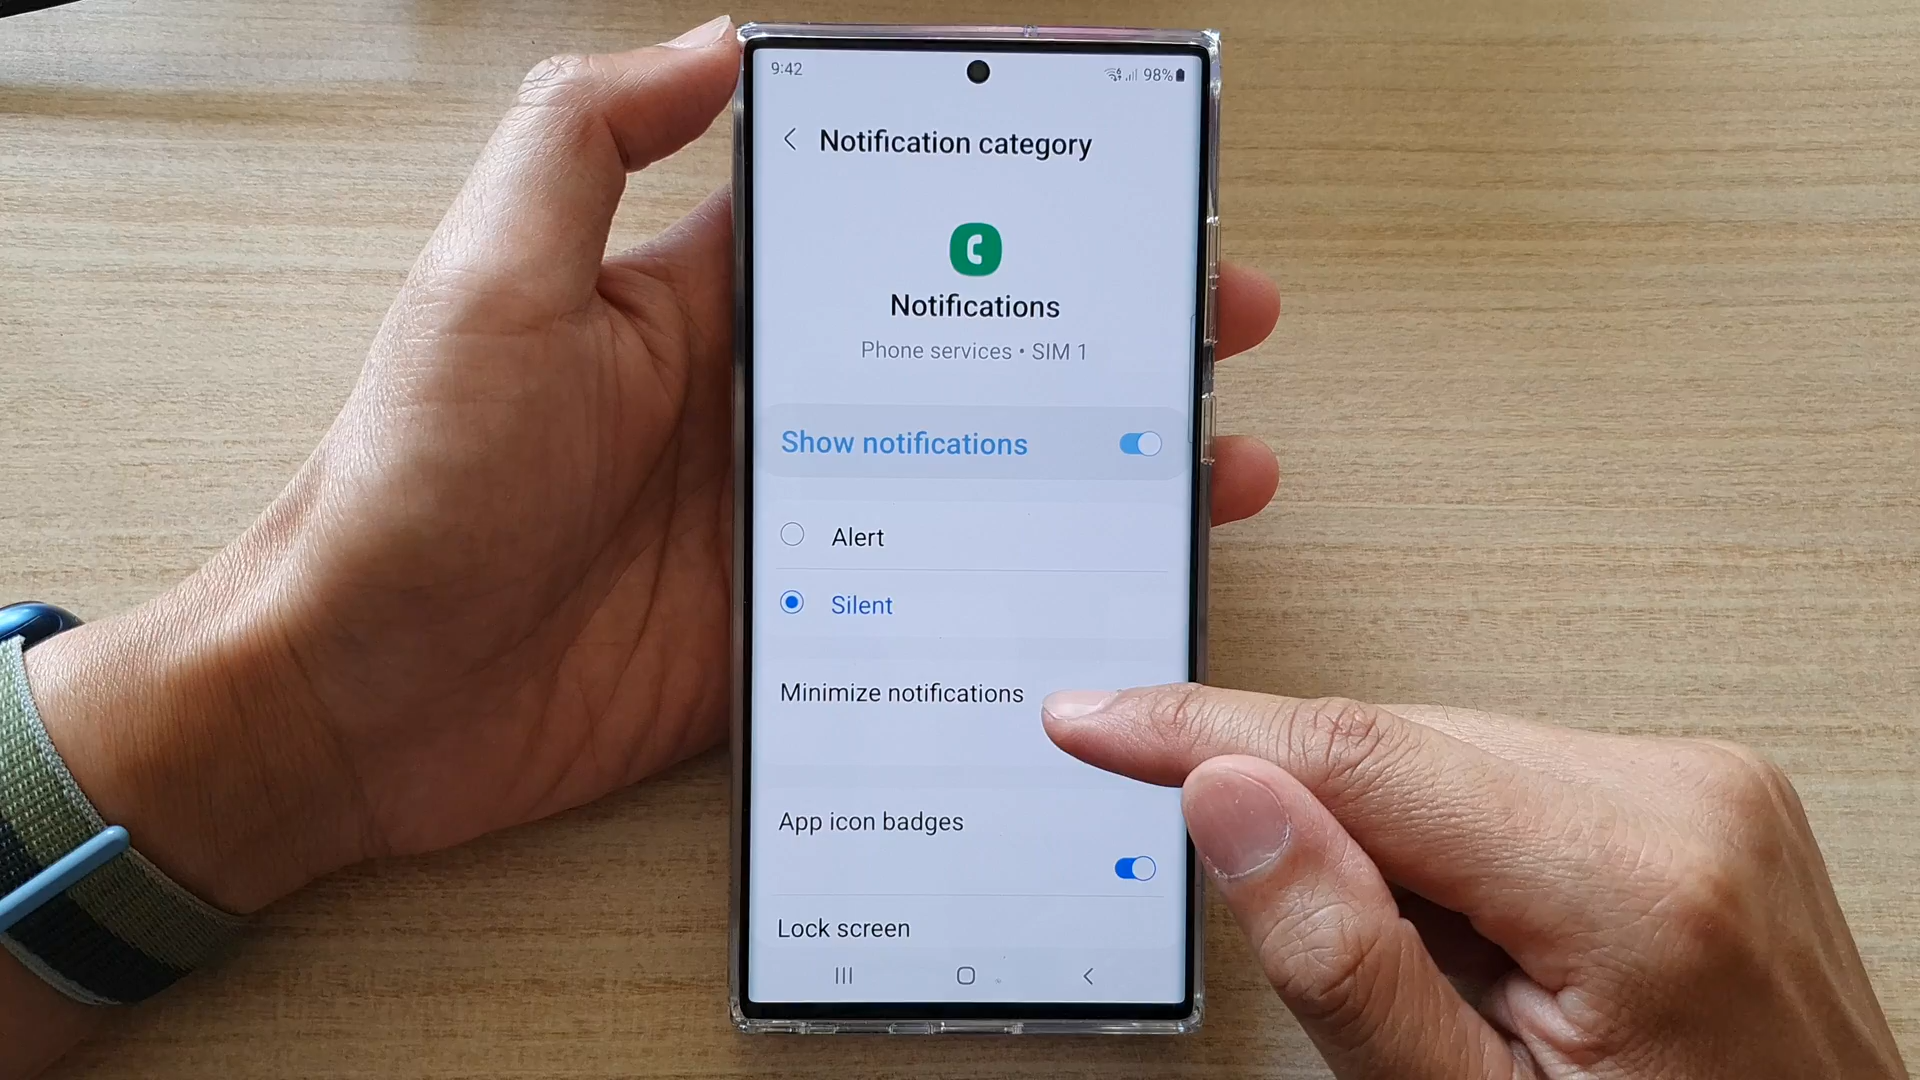 9:42
98%
Notification category
Notifications
Phone services • SIM 1
Show notifications
Alert
Silent
Minimize notifications
App icon badges
Lock screen